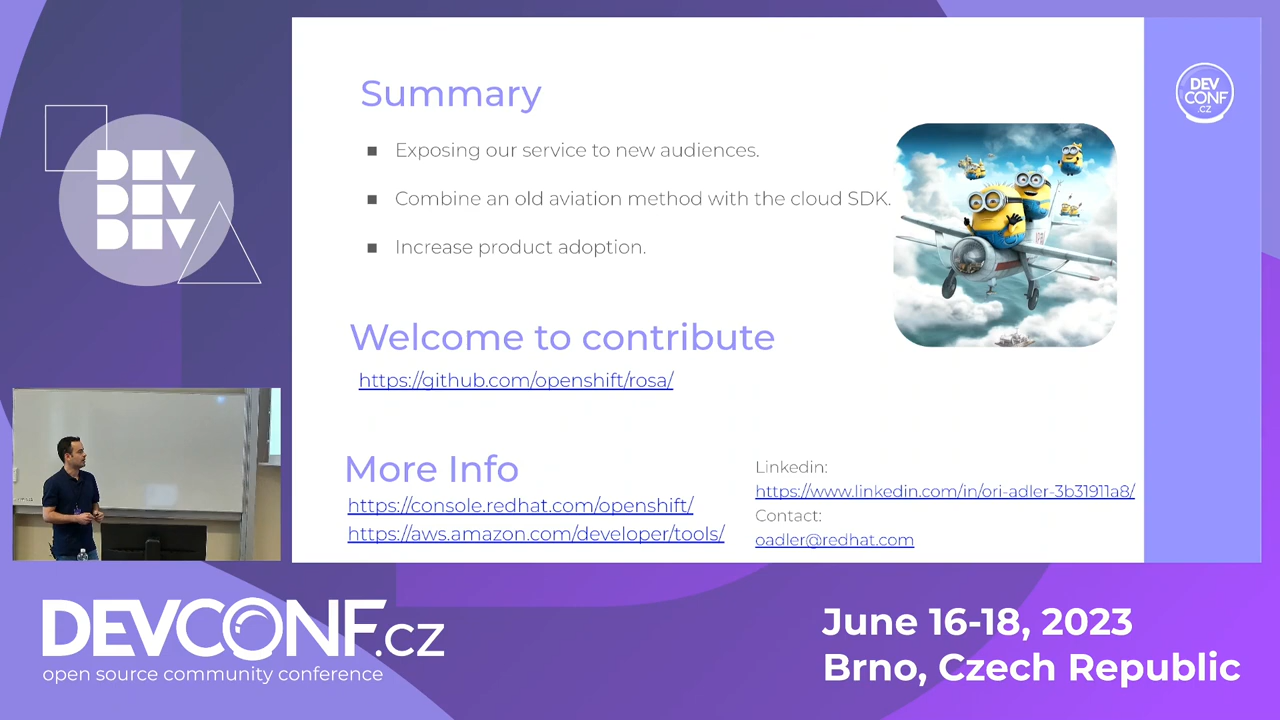 DEV
DEV
DEV
Summary
DEV
CONF
.CZ
■ Exposing our service to new audiences.
■ Combine an old aviation method with the cloud SDK.
■ Increase product adoption.
Welcome to contribute
https://github.com/openshift/rosa/
More Info
https://console.redhat.com/openshift/
https://aws.amazon.com/developer/tools/
Linkedin:
https://www.linkedin.com/in/ori-adler-3b31911a8/
Contact:
oadler@redhat.com
DEVCONF.cz
open source community conference
June 16-18, 2023
Brno, Czech Republic